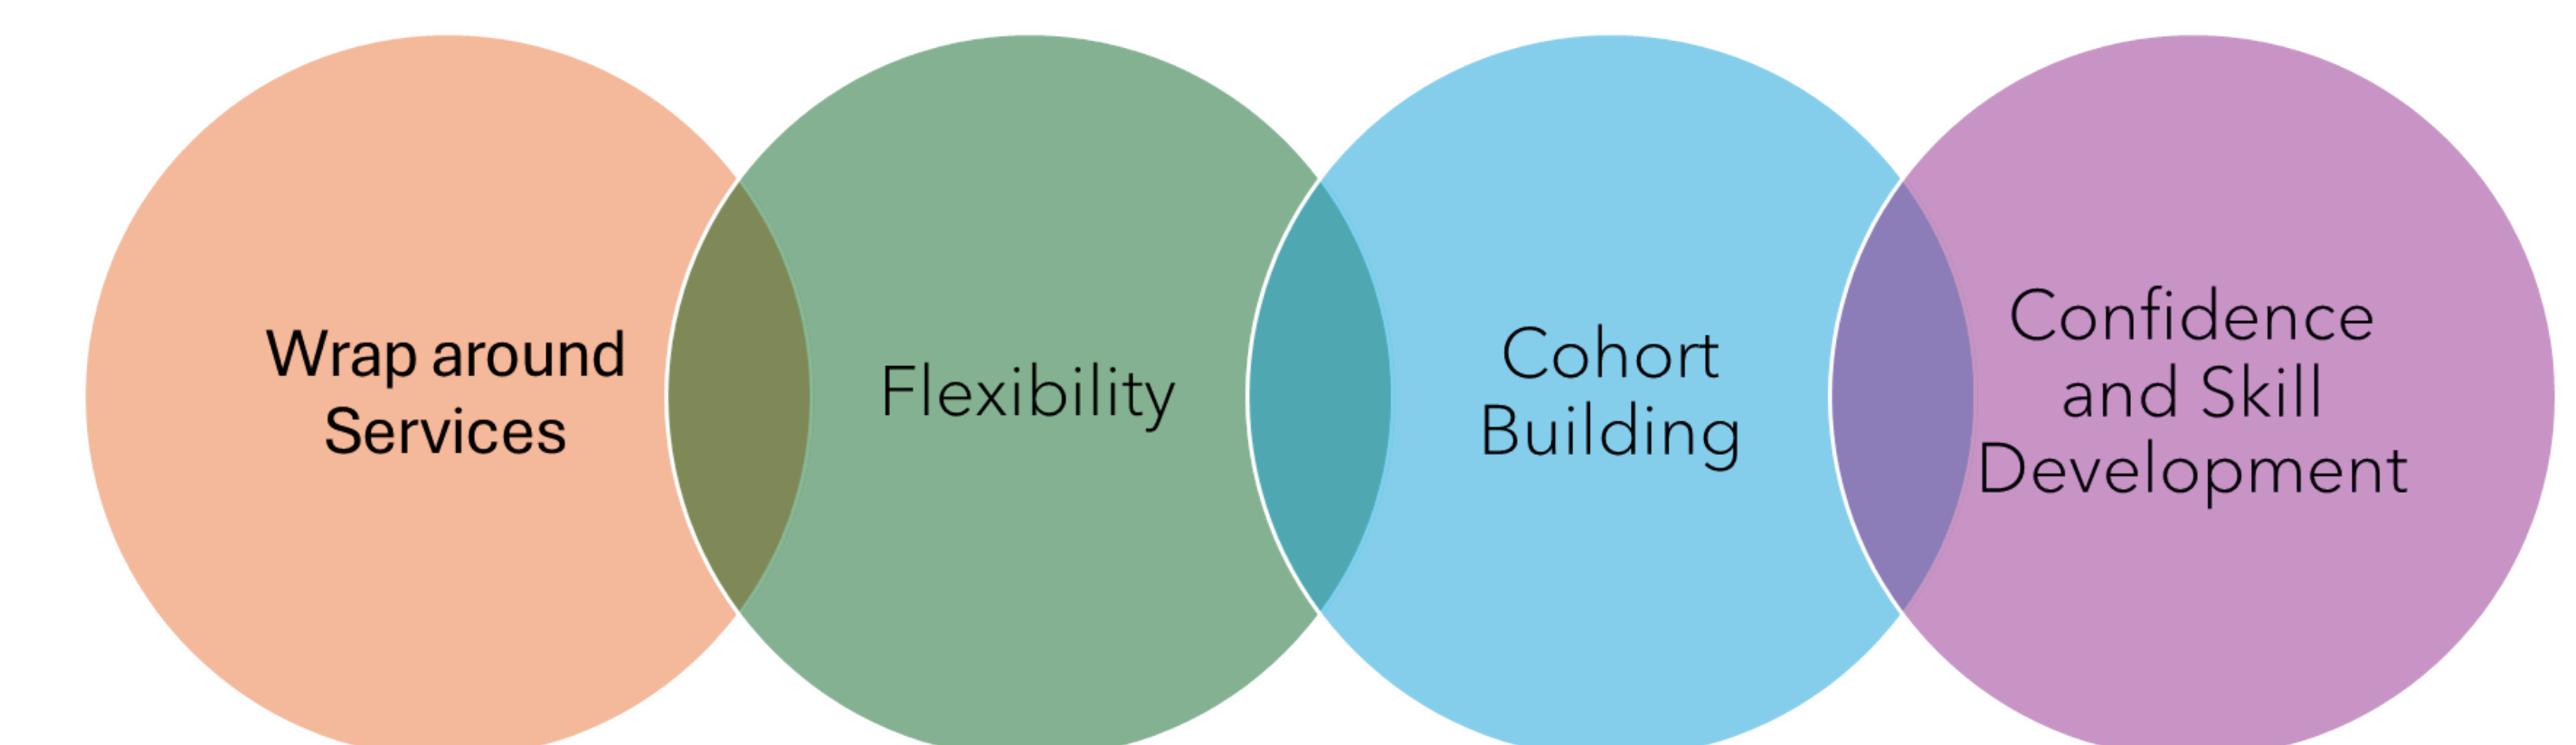 Wrap around
Services
Flexibility
Cohort
Building
Confidence
and Skill
Development